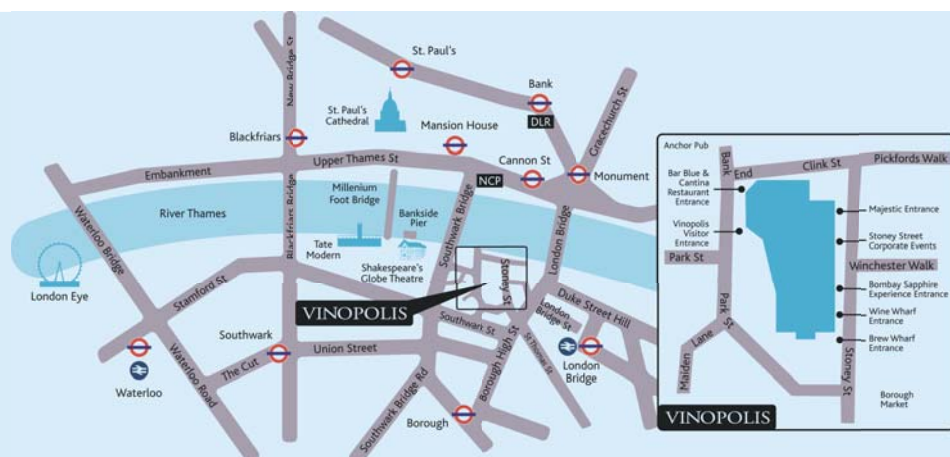 St. Paul's
New Bridge St
Bank
DLR
Gracechurch St
St. Paul's
Cathedral
Mansion House
Blackfriars
Cannon St
Upper Thames St
Monument
Embankment
NCP
River Thames
Blackfriars Bridge
Millenium
Foot Bridge
Bankside
Pier
Southwark Bridge
London Bridge
Waterloo Bridge
Tate
Modern
Shakespeare's
Globe Theatre
London Eye
Stamford St
VINOPOLIS
Stoney St
Duke Street Hill
London
Bridge St
Southwark St
St Thomas St
Southwark
Union Street
The Cut
Waterloo
Waterloo Road
Southwark Bridge Rd
Borough High St
Borough
London
Bridge
Anchor Pub
Bank
End
Clink St
Pickfords Walk
Bar Blue &
Cantina
Restaurant
Entrance
Majestic Entrance
Vinopolis
Visitor
Entrance
Stoney Street
Corporate Events
Park St
Winchester Walk
Bombay Sapphire
Experience Entrance
Park St
Wine Wharf
Entrance
Maiden Lane
Brew Wharf
Entrance
Stoney St
Borough
Market
VINOPOLIS